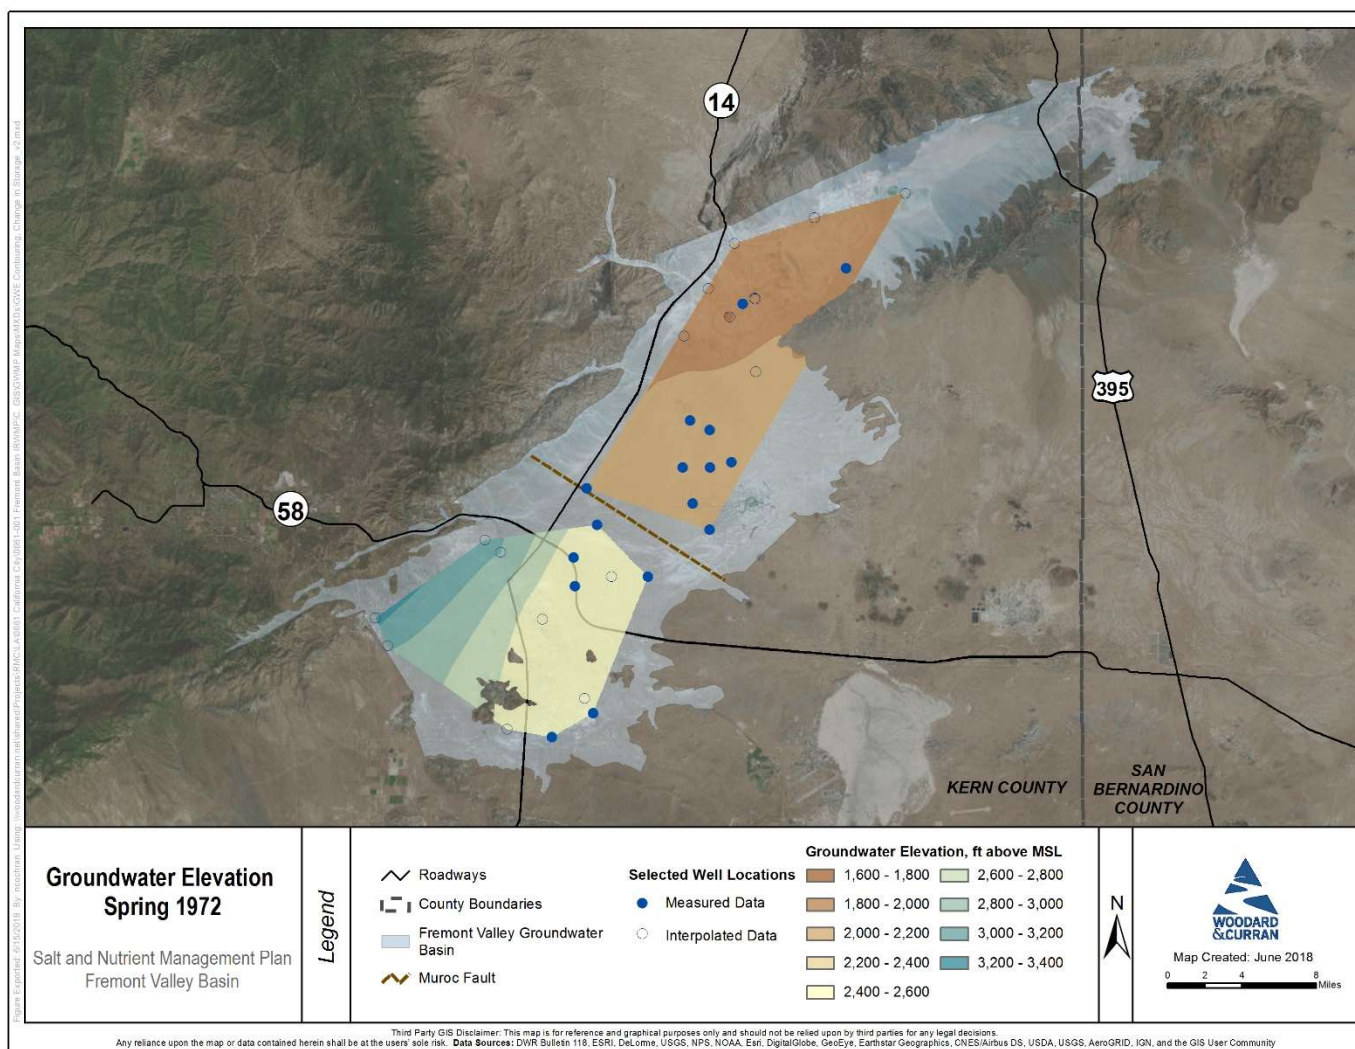 14
58
395
KERN COUNTY
SAN
BERNARDINO
COUNTY
Groundwater Elevation
Spring 1972
Salt and Nutrient Management Plan
Fremont Valley Basin
Legend
Roadways
County Boundaries
Fremont Valley Groundwater
Basin
Muroc Fault
Selected Well Locations
Measured Data
Interpolated Data
Groundwater Elevation, ft above MSL
1,600 - 1,800
1,800 - 2,000
2,000 - 2,200
2,200 - 2,400
2,400 - 2,600
2,600 - 2,800
2,800 - 3,000
3,000 - 3,200
3,200 - 3,400
N
WOODARD
&CURRAN
Map Created: June 2018
0 2 4 8
Miles
Third Party GIS Disclaimer: This map is for reference and graphical purposes only and should not be relied upon by third parties for any legal decisions.
Any reliance upon the map or data contained herein shall be at the users' sole risk. Data Sources: DWR Bulletin 118, ESRI, DeLorme, USGS, NPS, NOAA, Esri, DigitalGlobe, GeoEye, Earthstar Geographics, CNES/Airbus DS, USDA, USGS, AeroGRID, IGN, and the GIS User Community